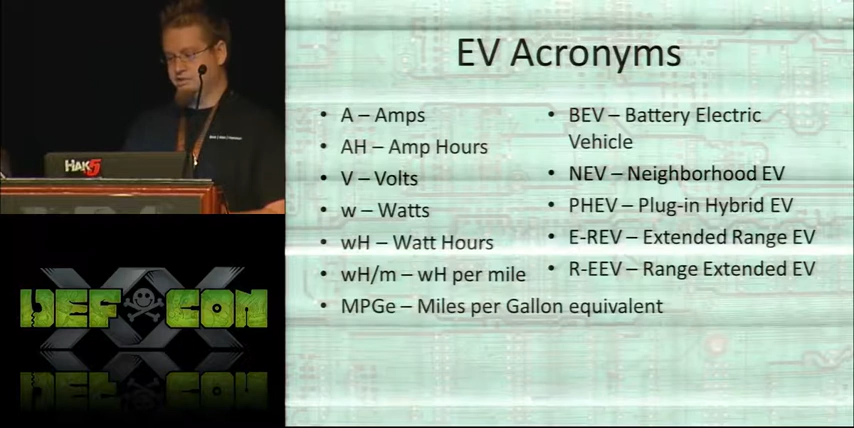 EV Acronyms
• A – Amps
• AH – Amp Hours
• V – Volts
• w – Watts
• wH – Watt Hours
• wH/m – wH per mile
• MPGe – Miles per Gallon equivalent
• BEV – Battery Electric
Vehicle
• NEV – Neighborhood EV
• PHEV – Plug-in Hybrid EV
• E-REV – Extended Range EV
• R-EEV – Range Extended EV
HAK5
XX
DEF CON